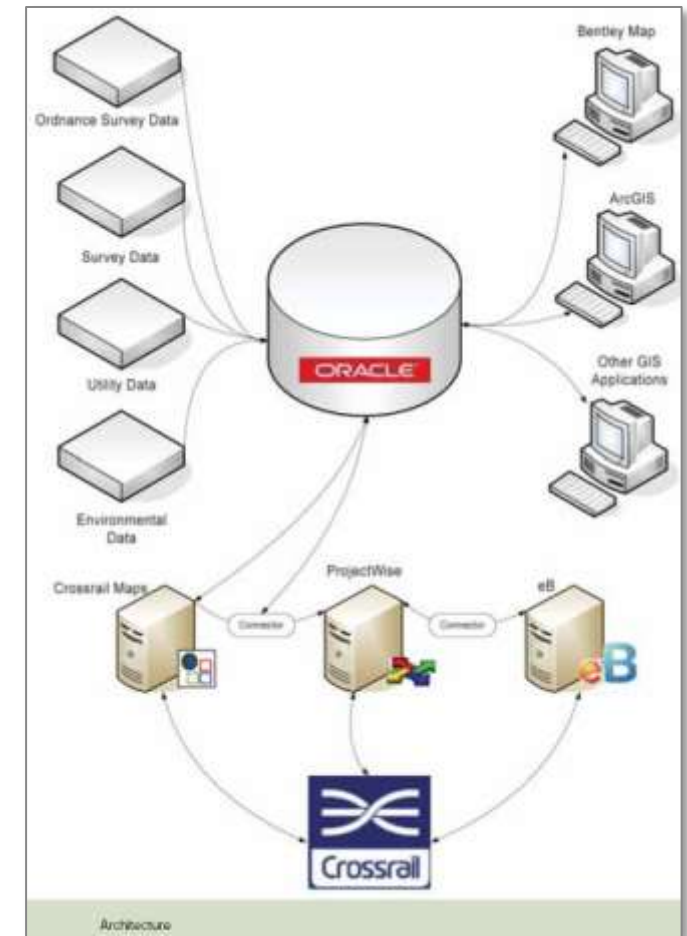 Bentley Map
Ordnance Survey Data
ArcGIS
Survey Data
ORACLE
Utility Data
Other GIS
Applications
Environmental
Data
Crossrail Maps
ProjectWise
eB
Connector
Connector
eB
Crossrail
Architecture